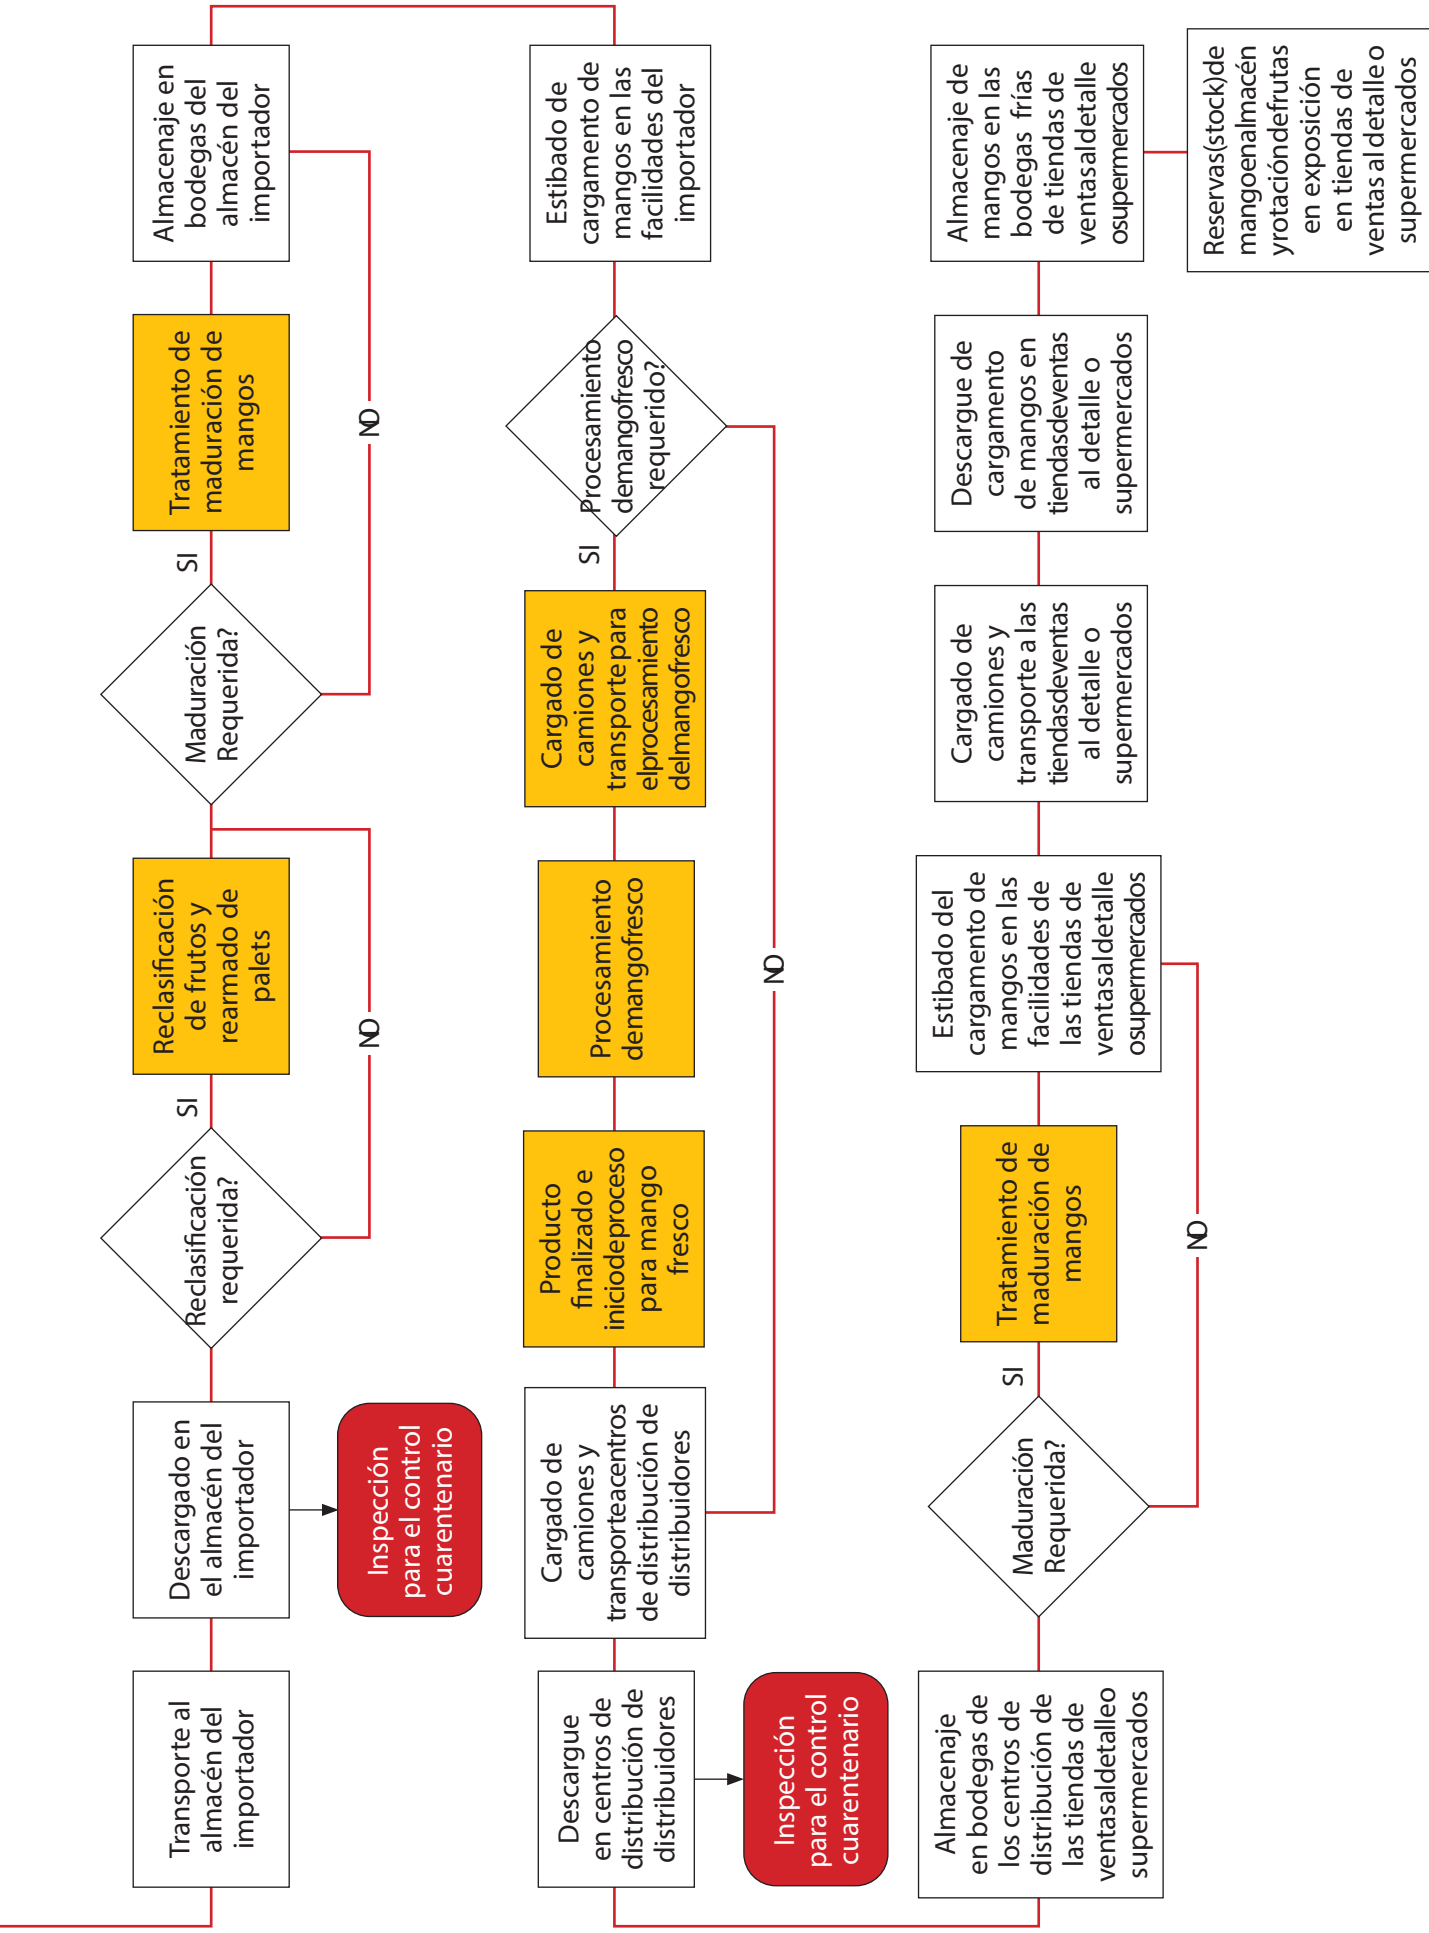 Transporte al
almacén del
importador
Descargado en
el almacén del
importador
Inspección
para el control
cuarentenario
Reclasificación
requerida?
SI
NO
Reclasificación
de frutos y
rearmado de
palets
Maduración
Requerida?
SI
NO
Tratamiento de
maduración de
mangos
Almacenaje en
bodegas del
almacén del
importador
Estibado de
cargamento de
mangos en las
facilidades del
importador
Procesamiento
demangofresco
requerido?
SI
NO
Cargado de
camiones y
transporte para
elprocesamiento
delmangofresco
Procesamiento
demangofresco
Producto
finalizado e
iniciodeproceso
para mango
fresco
Cargado de
camiones y
transporteacentros
de distribución de
distribuidores
Descargue
en centros de
distribución de
distribuidores
Inspección
para el control
cuarentenario
Almacenaje
en bodegas de
los centros de
distribución de
las tiendas de
ventasaldetalleo
supermercados
Maduración
Requerida?
SI
NO
Tratamiento de
maduración de
mangos
Estibado del
cargamento de
mangos en las
facilidades de
las tiendas de
ventasaldetalle
osupermercados
Cargado de
camiones y
transporte a las
tiendasdeventas
al detalle o
supermercados
Descargue de
cargamento
de mangos en
tiendasdeventas
al detalle o
supermercados
Almacenaje de
mangos en las
bodegas frías
de tiendas de
ventasaldetalle
osupermercados
Reservas(stock)de
mangoenalmacén
yrotacióndefrutas
en exposición
en tiendas de
ventas al detalle o
supermercados